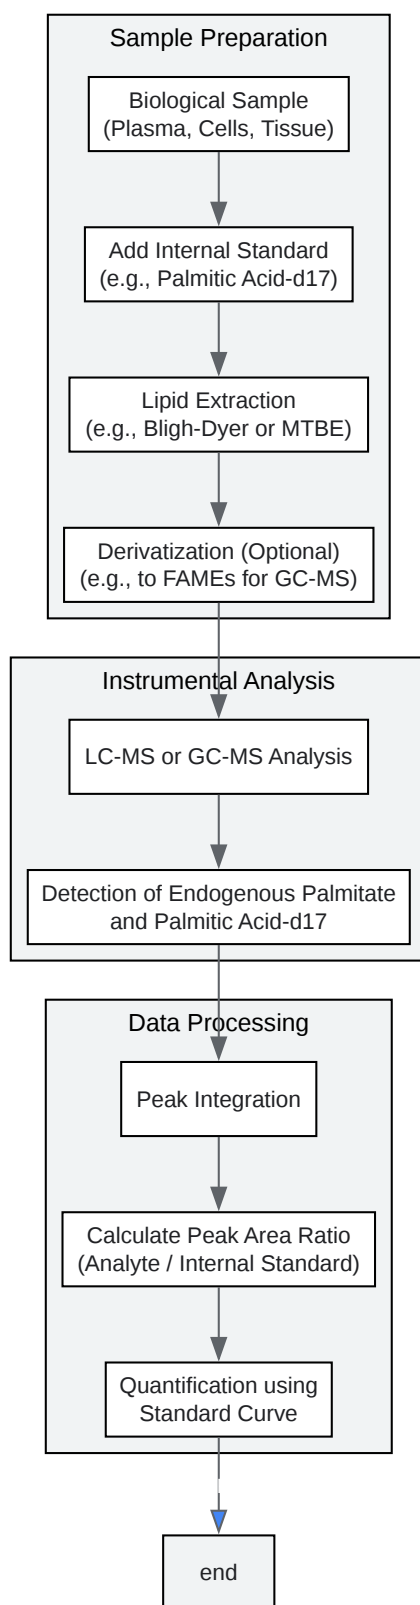 Sample Preparation
Biological Sample
(Plasma, Cells, Tissue)
Add Internal Standard
(e.g., Palmitic Acid-d17)
Lipid Extraction
(e.g., Bligh-Dyer or MTBE)
Derivatization (Optional)
(e.g., to FAMEs for GC-MS)
Instrumental Analysis
LC-MS or GC-MS Analysis
Detection of Endogenous Palmitate
and Palmitic Acid-d17
Data Processing
Peak Integration
Calculate Peak Area Ratio
(Analyte / Internal Standard)
Quantification using
Standard Curve
end